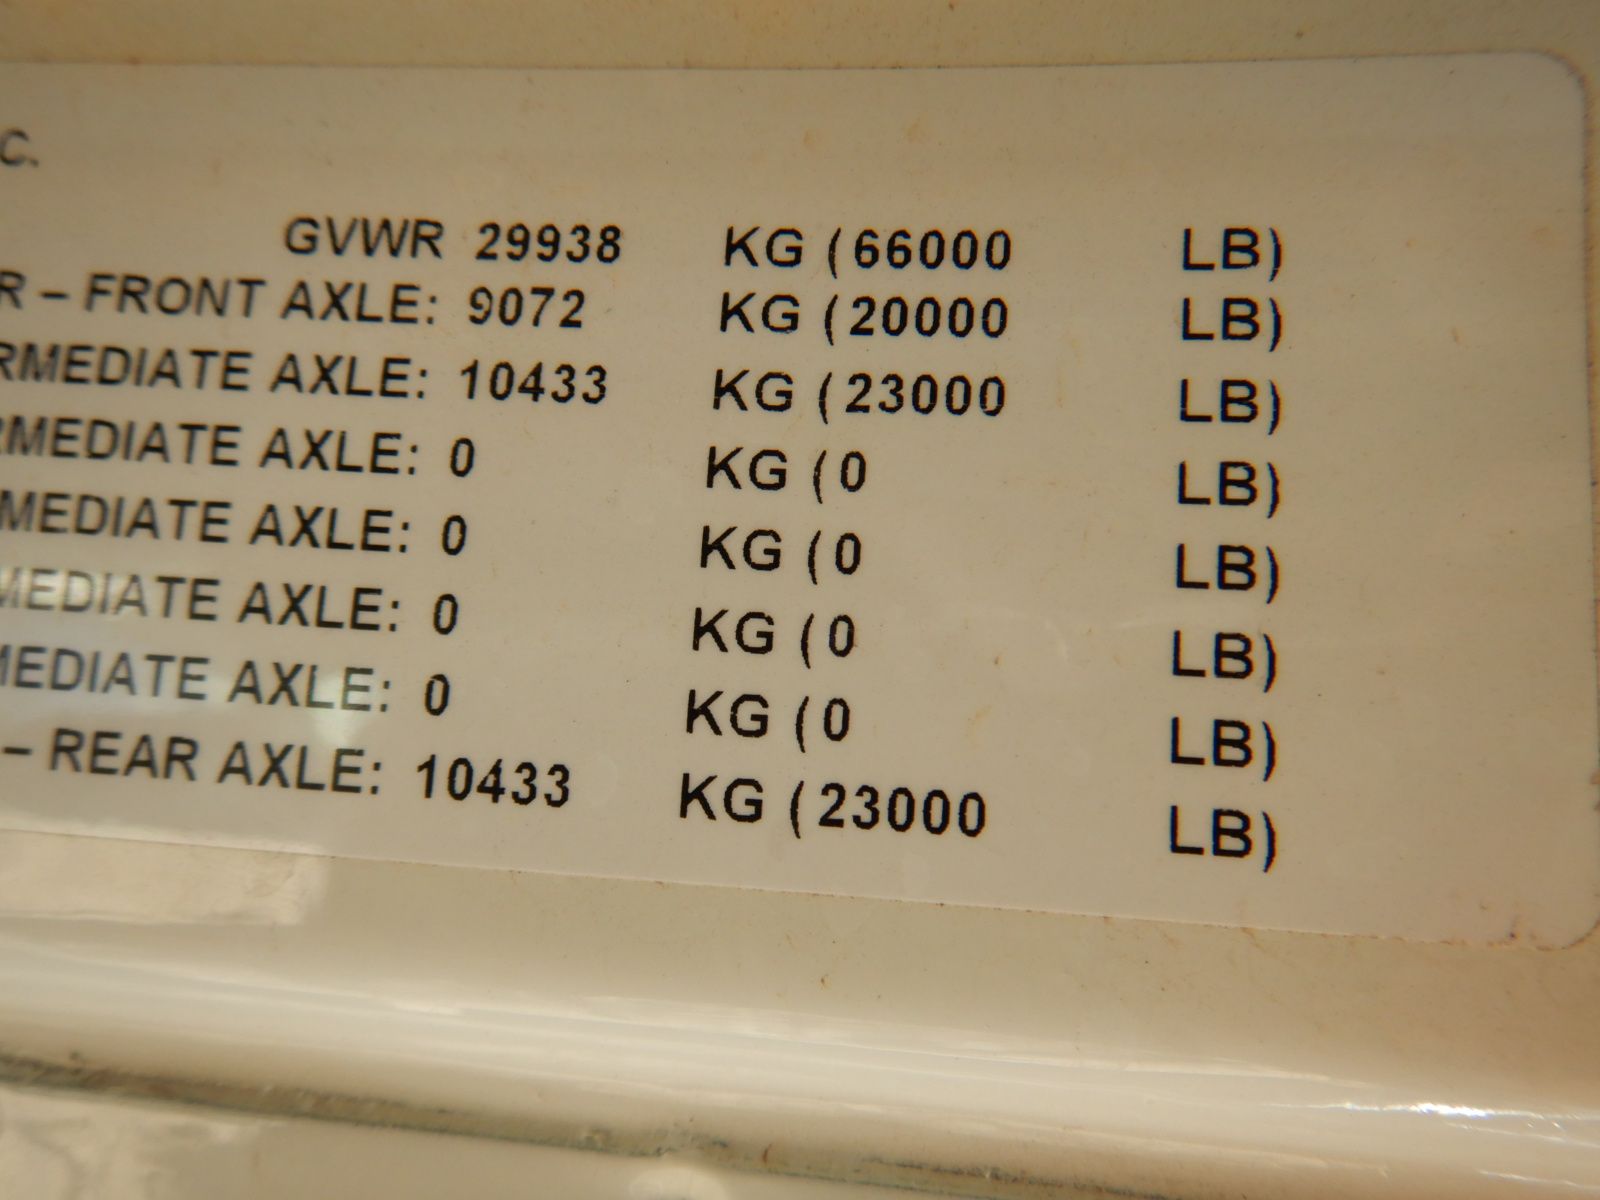 C.
GVWR 29938 KG (66000 LB)
R – FRONT AXLE: 9072 KG (20000 LB)
RMEDIATE AXLE: 10433 KG (23000 LB)
RMEDIATE AXLE: 0 KG (0 LB)
MEDIATE AXLE: 0 KG (0 LB)
MEDIATE AXLE: 0 KG (0 LB)
MEDIATE AXLE: 0 KG (0 LB)
– REAR AXLE: 10433 KG (23000 LB)